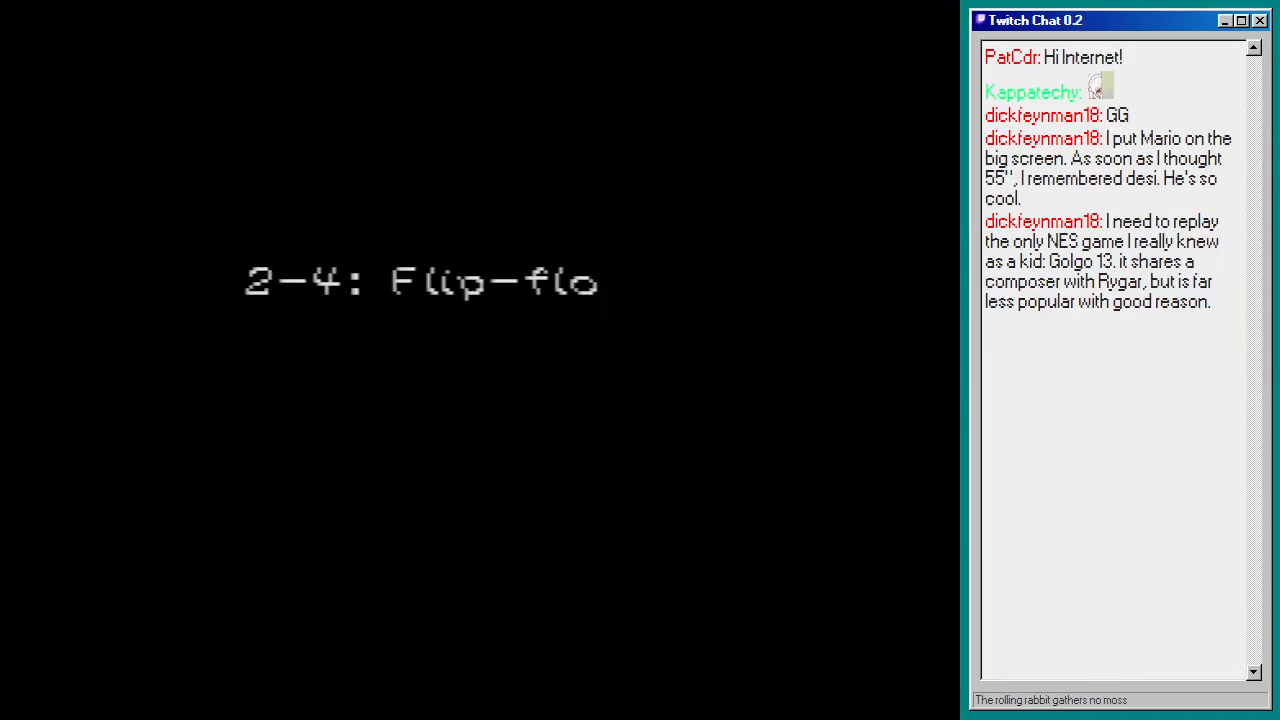 2-4: Flip-flo
Twitch Chat 0.2
PatCdr: Hi Internet!
Kappatechy:
dickfeynman18: GG
dickfeynman18: I put Mario on the
big screen. As soon as I thought
55", I remembered desi. He's so
cool.
dickfeynman18: I need to replay
the only NES game I really knew
as a kid: Golgo 13. it shares a
composer with Rygar, but is far
less popular with good reason.
The rolling rabbit gathers no moss